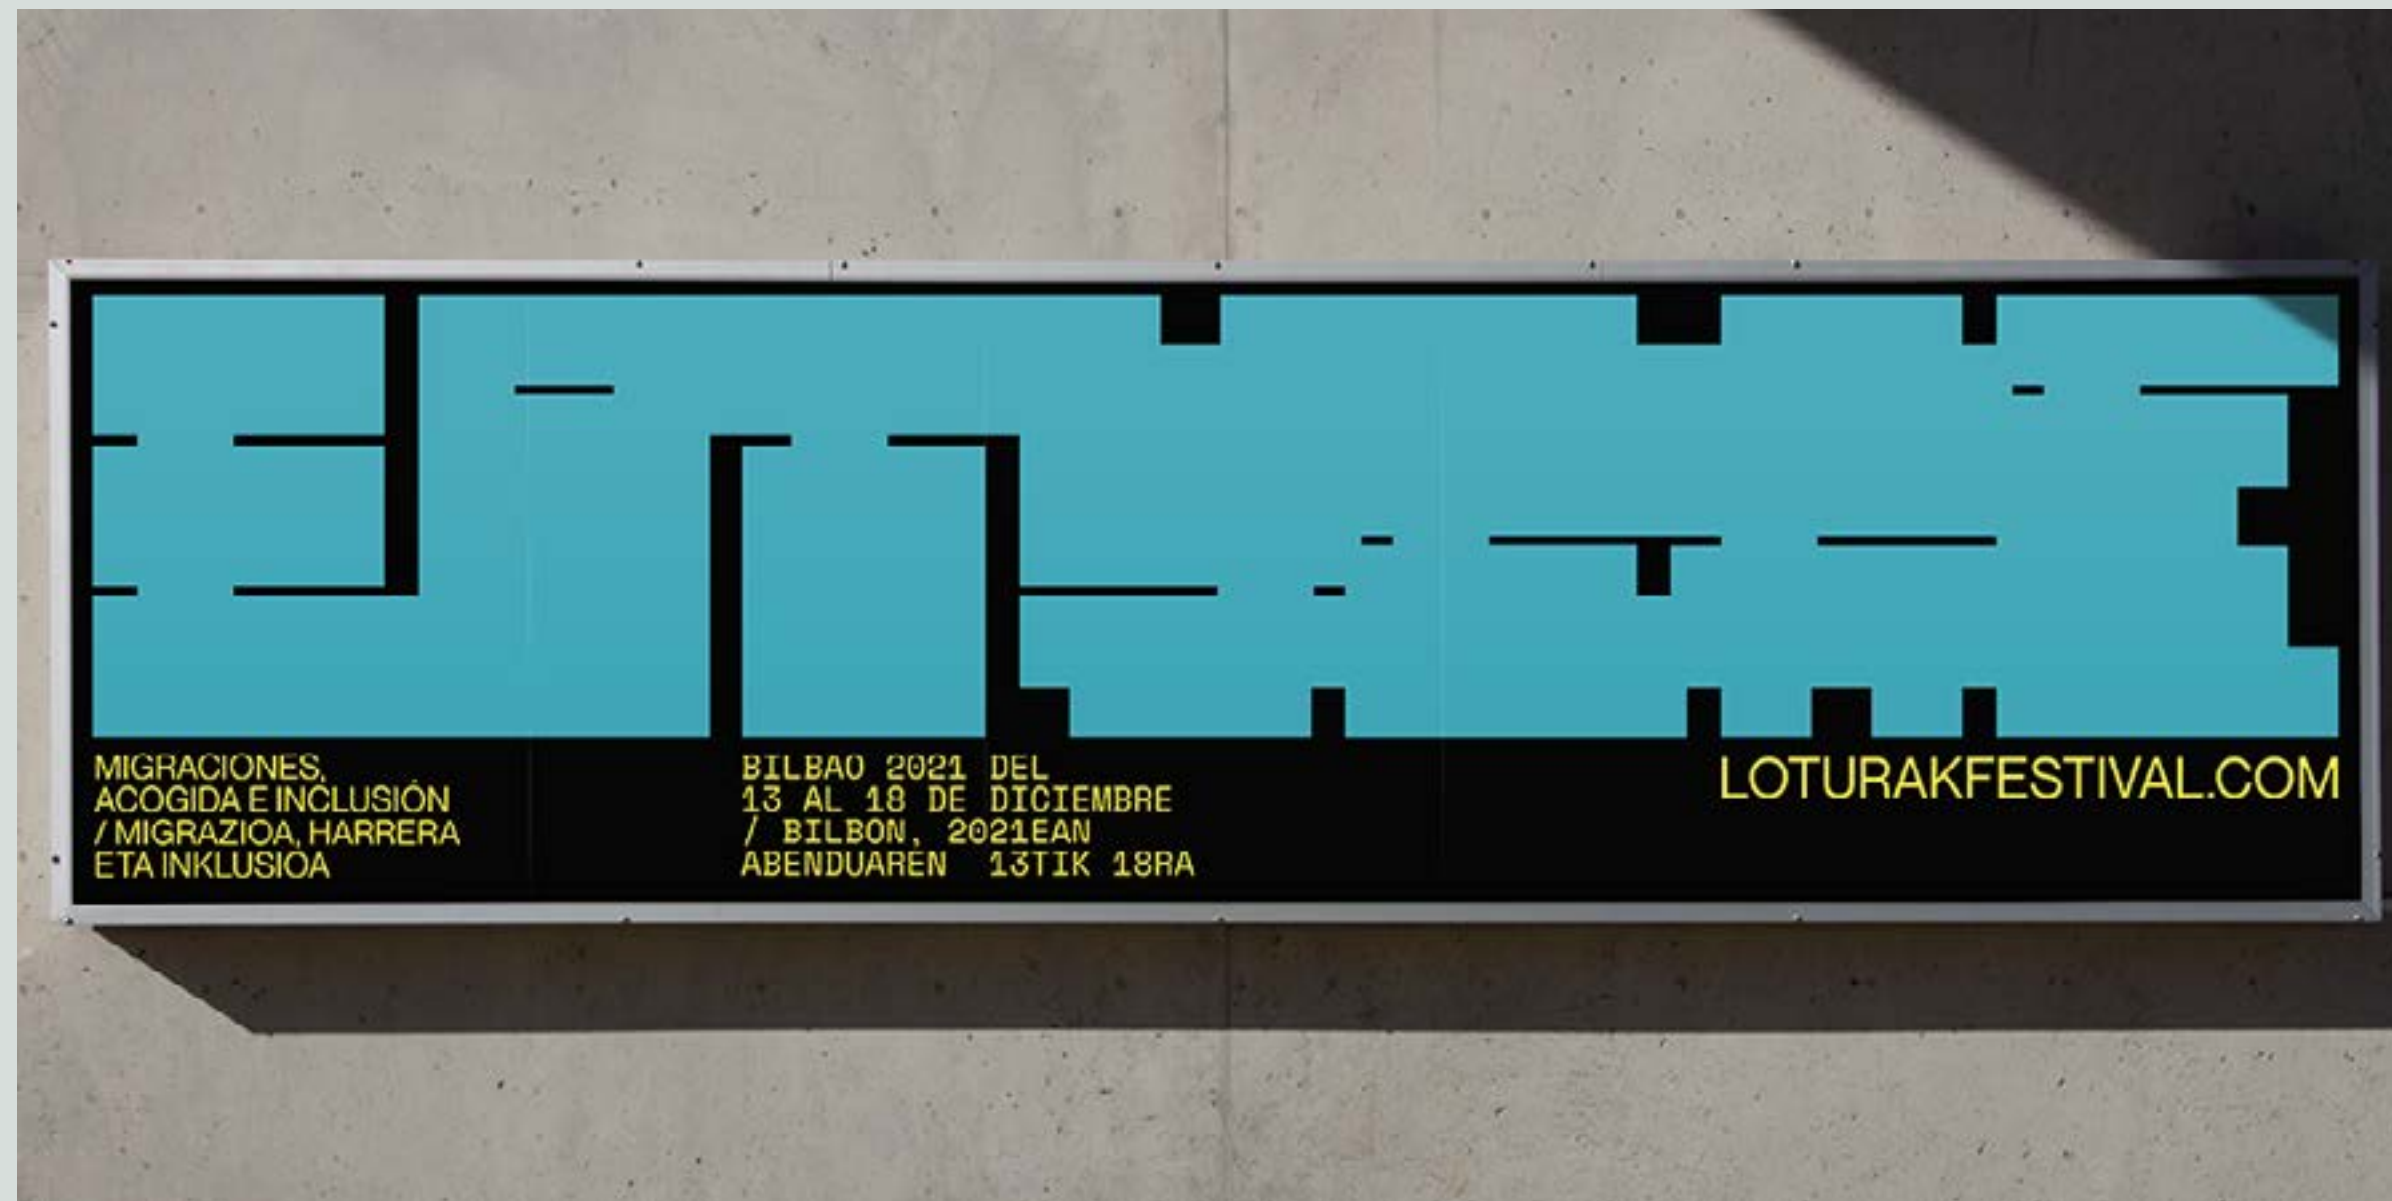 MIGRACIONES,
ACOGIDA E INCLUSIÓN
/ MIGRAZIOA, HARRERA
ETA INKLUSIOA
BILBAO 2021 DEL
13 AL 18 DE DICIEMBRE
/ BILBON, 2021EAN
ABENDUAREN 13TIK 18RA
LOTURAKFESTIVAL.COM